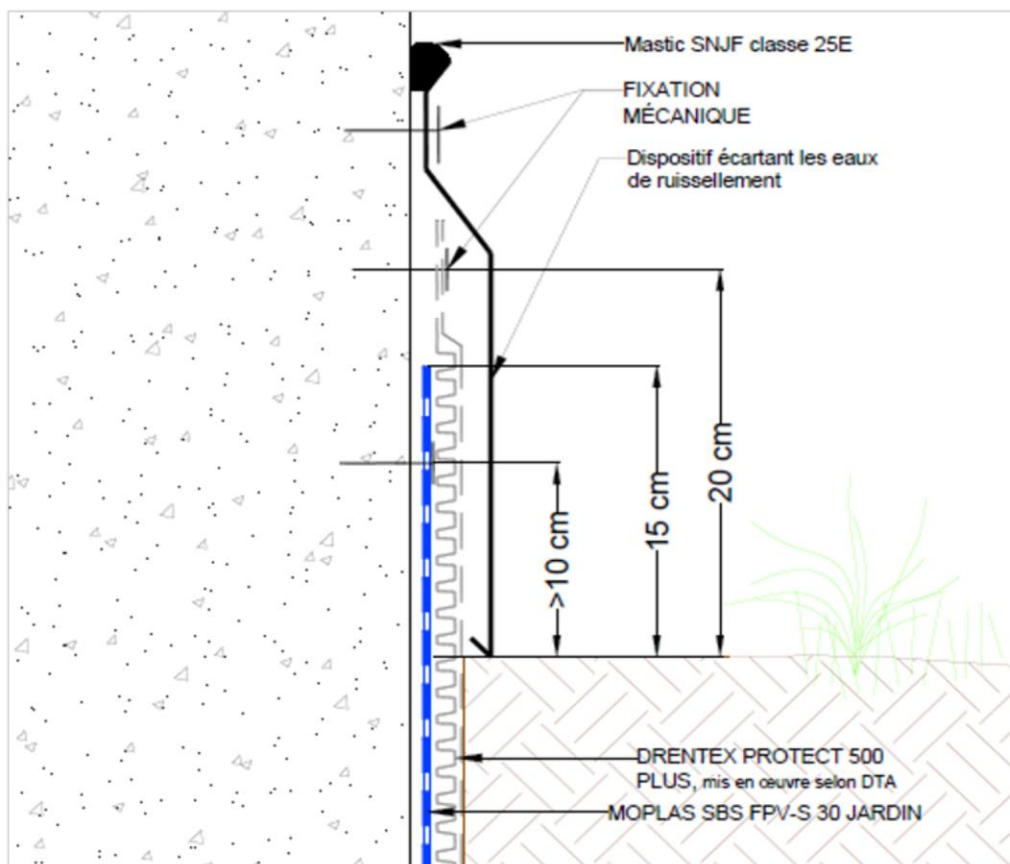 Mastic SNJF classe 25E
FIXATION
MÉCANIQUE
Dispositif écartant les eaux
de ruissellement
20 cm
15 cm
>10 cm
DRENTEX PROTECT 500
PLUS, mis en œuvre selon DTA
MOPLAS SBS FPV-S 30 JARDIN